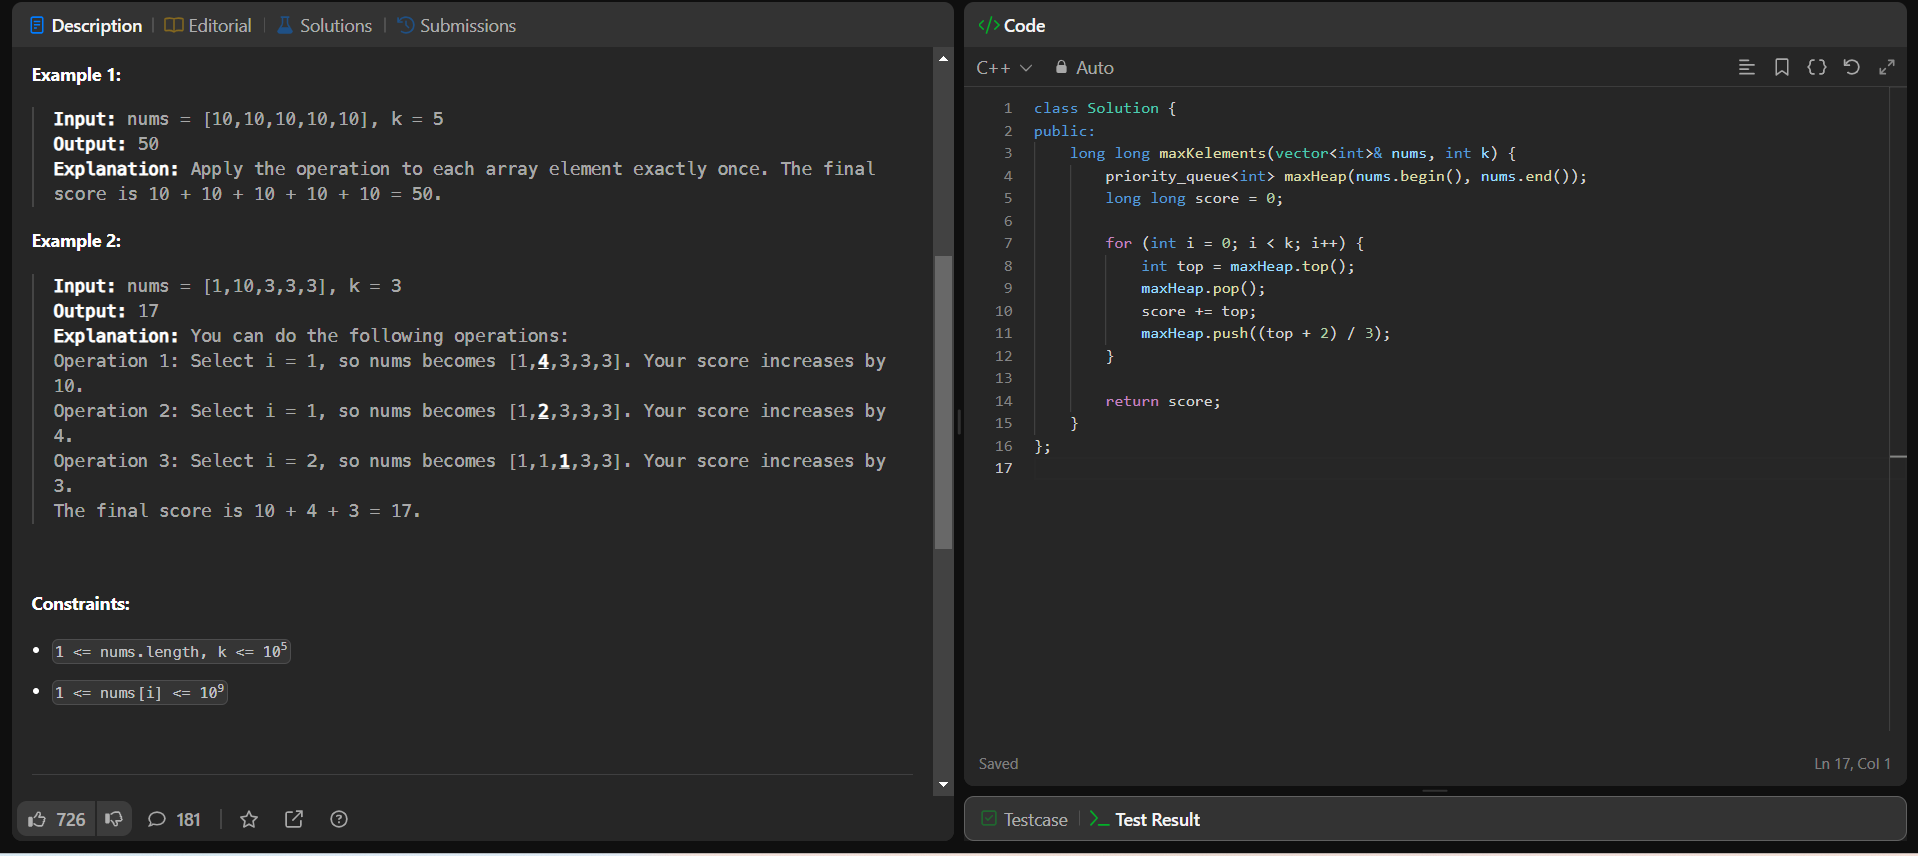 Description Editorial Solutions Submissions
Example 1:
Input: nums = [10,10,10,10,10], k = 5
Output: 50
Explanation: Apply the operation to each array element exactly once. The final
score is 10 + 10 + 10 + 10 + 10 = 50.
Example 2:
Input: nums = [1,10,3,3,3], k = 3
Output: 17
Explanation: You can do the following operations:
Operation 1: Select i = 1, so nums becomes [1,4,3,3,3]. Your score increases by
10.
Operation 2: Select i = 1, so nums becomes [1,2,3,3,3]. Your score increases by
4.
Operation 3: Select i = 2, so nums becomes [1,1,1,3,3]. Your score increases by
3.
The final score is 10 + 4 + 3 = 17.
Constraints:
• 1 <= nums.length, k <= 10⁵
• 1 <= nums[i] <= 10⁹
726 181
</> Code
C++ Auto
1 class Solution {
2 public:
3 long long maxKelements(vector<int>& nums, int k) {
4 priority_queue<int> maxHeap(nums.begin(), nums.end());
5 long long score = 0;
6
7 for (int i = 0; i < k; i++) {
8 int top = maxHeap.top();
9 maxHeap.pop();
10 score += top;
11 maxHeap.push((top + 2) / 3);
12 }
13
14 return score;
15 }
16 };
17
Saved Ln 17, Col 1
Testcase >_ Test Result